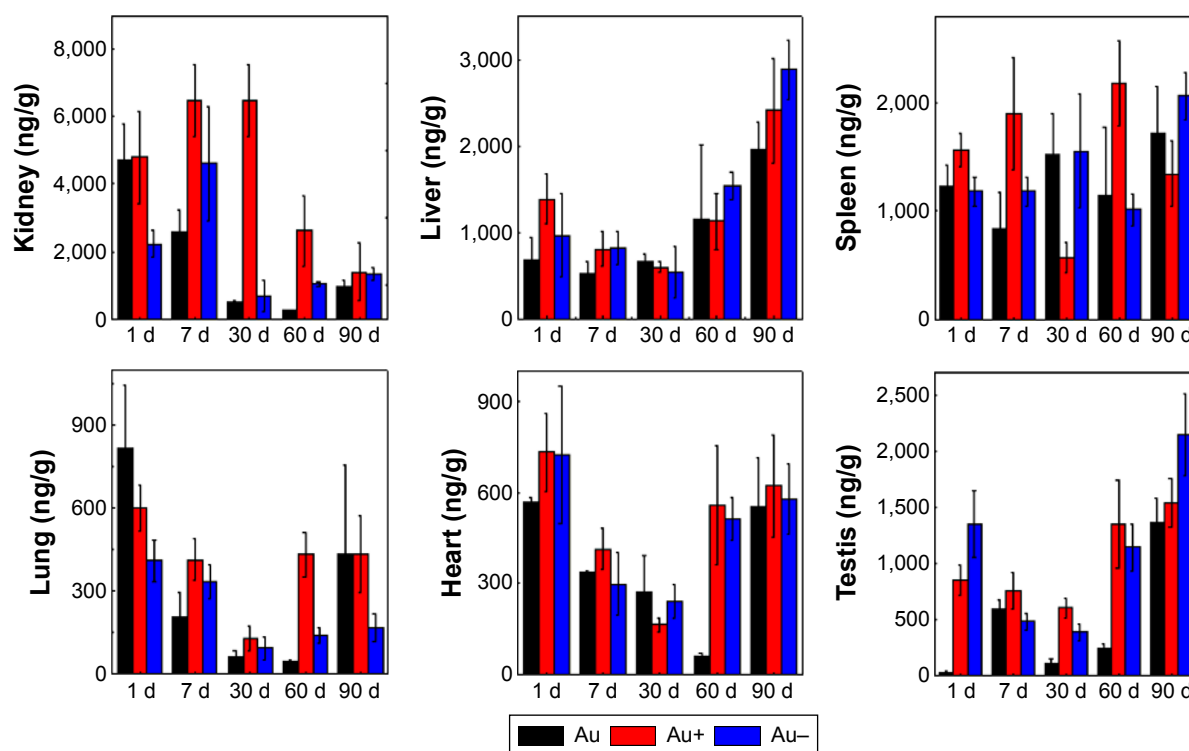 Kidney (ng/g)
8,000
6,000
4,000
2,000
0
1 d 7 d 30 d 60 d 90 d
Liver (ng/g)
3,000
2,000
1,000
0
1 d 7 d 30 d 60 d 90 d
Spleen (ng/g)
2,000
1,000
0
1 d 7 d 30 d 60 d 90 d
Lung (ng/g)
900
600
300
0
1 d 7 d 30 d 60 d 90 d
Heart (ng/g)
900
600
300
0
1 d 7 d 30 d 60 d 90 d
Testis (ng/g)
2,500
2,000
1,500
1,000
500
0
1 d 7 d 30 d 60 d 90 d
Au Au+ Au–